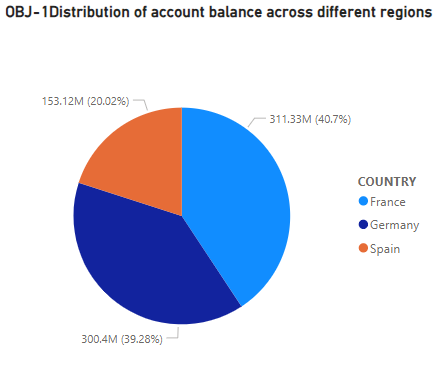 OBJ-1Distribution of account balance across different regions
153.12M (20.02%)
311.33M (40.7%)
COUNTRY
France
Germany
Spain
300.4M (39.28%)